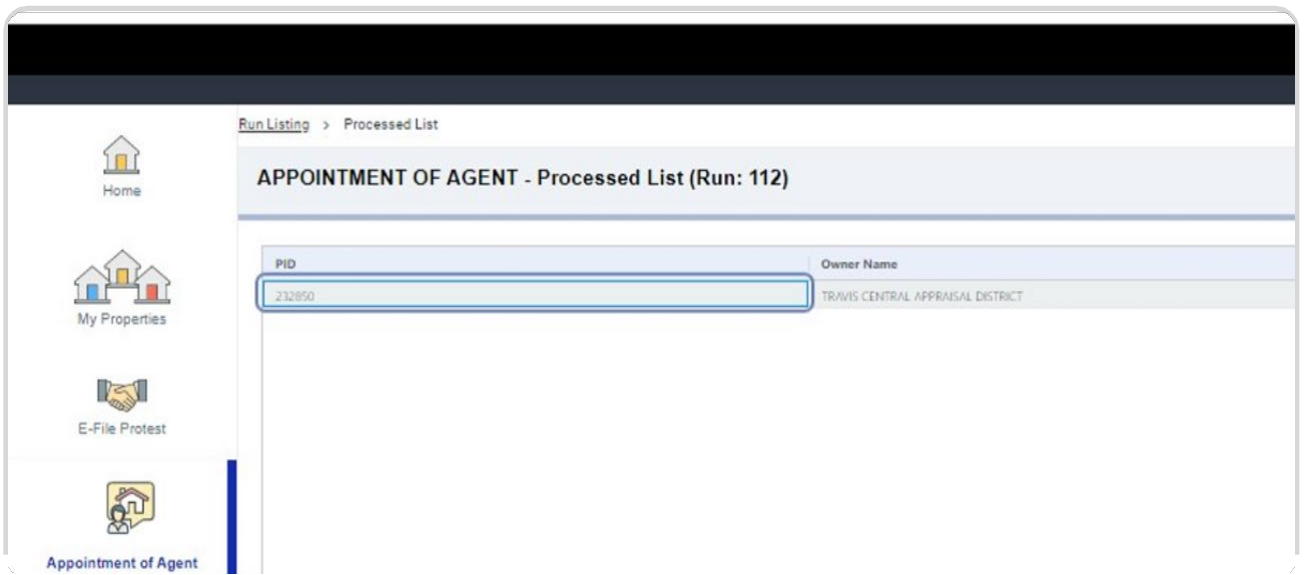 Run Listing > Processed List
APPOINTMENT OF AGENT - Processed List (Run: 112)
Home
My Properties
E-File Protest
Appointment of Agent
PID Owner Name
232850 TRAVIS CENTRAL APPRAISAL DISTRICT